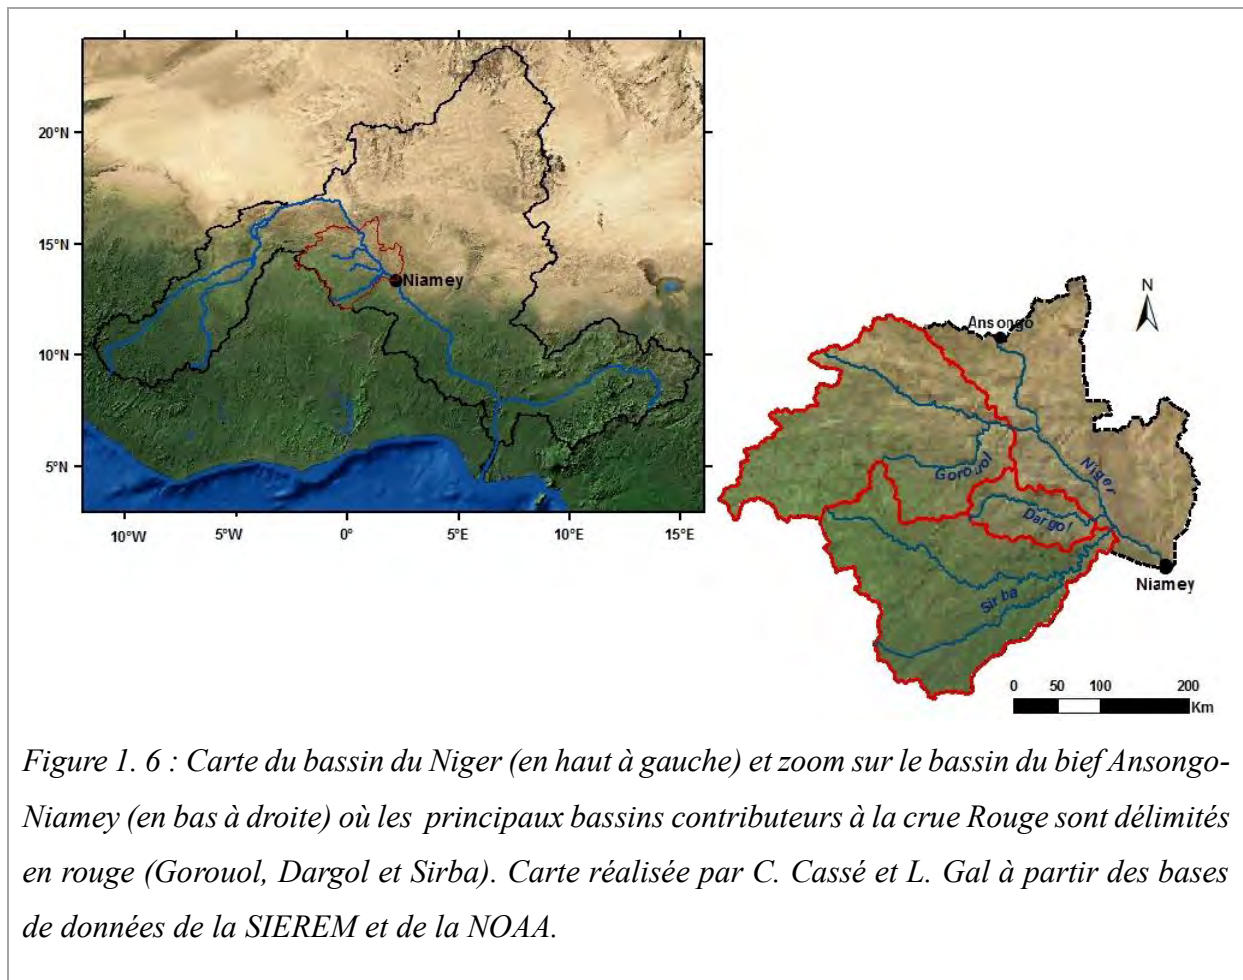 20°N
15°N
10°N
5°N
Niamey
10°W 5°W 0° 5°E 10°E 15°E
N
Ansongo
Niger
Gorouol
Dargol
Sirba
Niamey
0 50 100 200
Km
Figure 1. 6 : Carte du bassin du Niger (en haut à gauche) et zoom sur le bassin du bief Ansongo-
Niamey (en bas à droite) où les principaux bassins contributeurs à la crue Rouge sont délimités
en rouge (Gorouol, Dargol et Sirba). Carte réalisée par C. Cassé et L. Gal à partir des bases
de données de la SIEREM et de la NOAA.